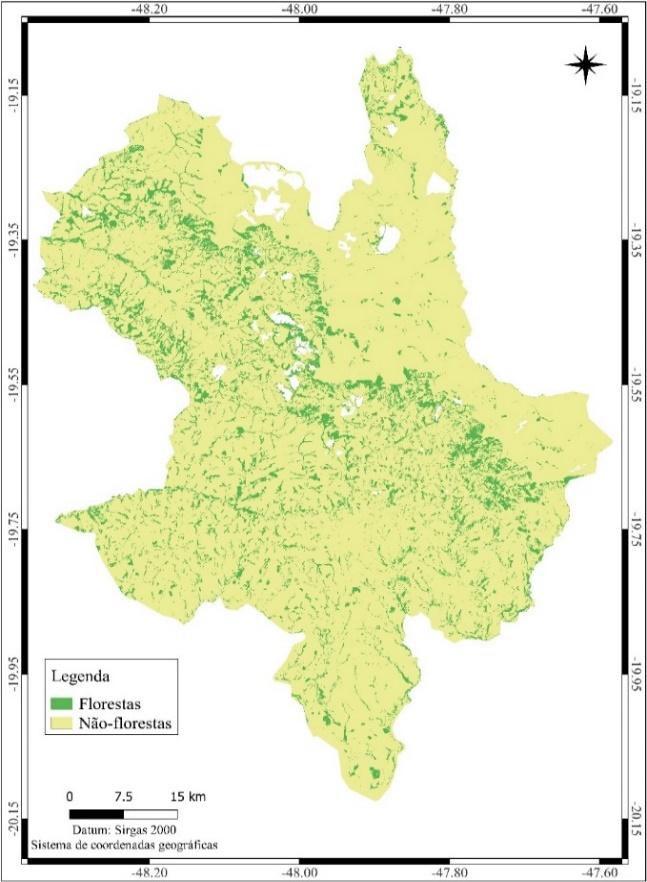 -48.20 -48.00 -47.80 -47.60
-19.15 -19.15
-19.35 -19.35
-19.55 -19.55
-19.75 -19.75
-19.95 -19.95
-20.15 -20.15
Legenda
Florestas
Não-florestas
0 7.5 15 km
Datum: Sirgas 2000
Sistema de coordenadas geográficas
-48.20 -48.00 -47.80 -47.60